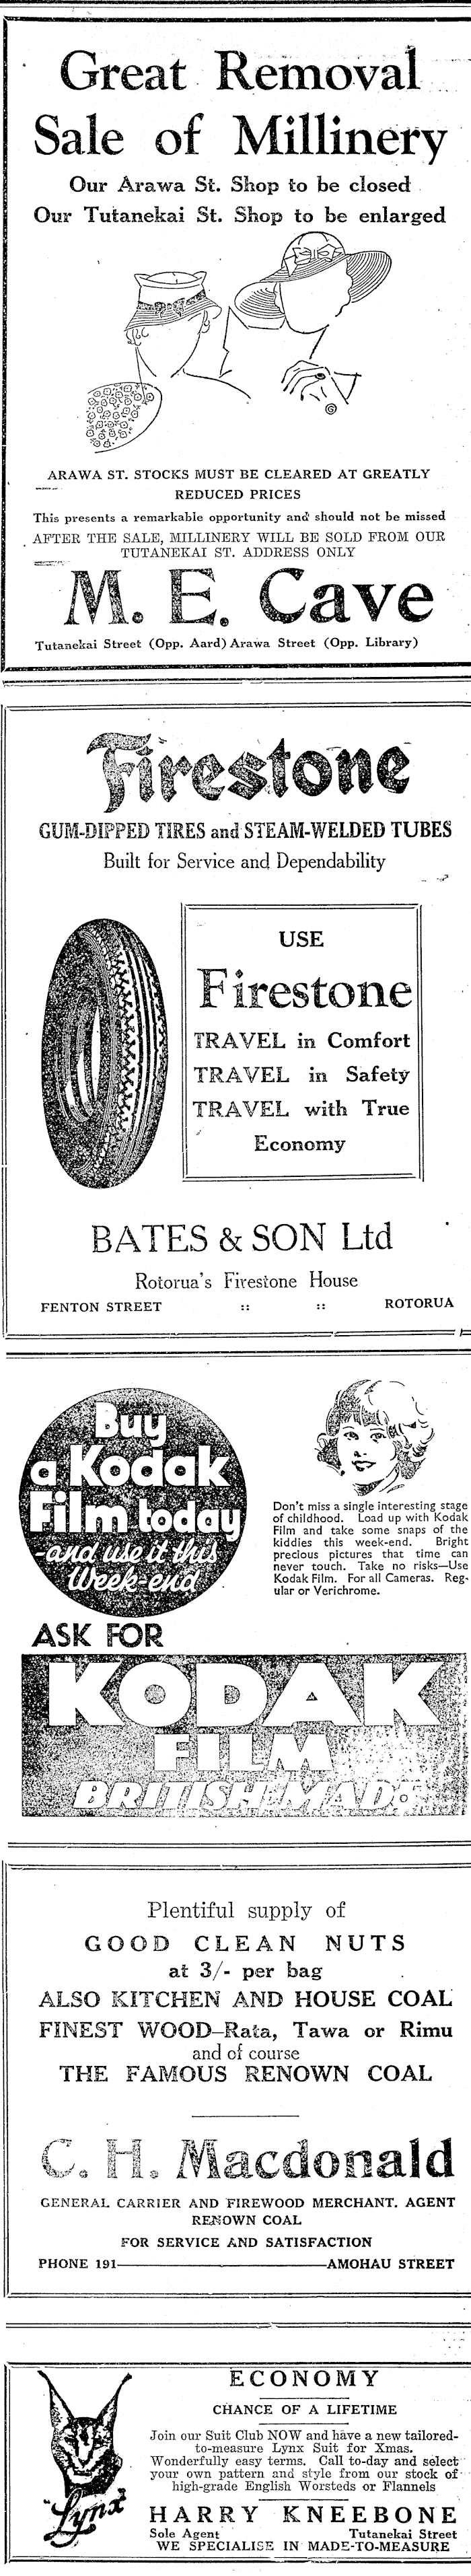 Great Removal
Sale of Millinery
Our Arawa St. Shop to be closed
Our Tutanekai St. Shop to be enlarged
G
ARAWA ST. STOCKS MUST BE CLEARED AT GREATLY
REDUCED PRICES
This presents a remarkable opportunity and should not be missed
AFTER THE SALE, MILLINERY WILL BE SOLD FROM OUR
TUTANEKAI ST. ADDRESS ONLY
M. E. Cave
Tutanekai Street (Opp. Aard) Arawa Street (Opp. Library)
Firestone
GUM-DIPPED TIRES and STEAM-WELDED TUBES
Built for Service and Dependability
USE
Firestone
TRAVEL in Comfort
TRAVEL in Safety
TRAVEL with True
Economy
BATES & SON Ltd
Rotorua's Firestone House
FENTON STREET :: :: ROTORUA
Buy
a Kodak
Film today
-and use it this
Week-end
Don't miss a single interesting stage
of childhood. Load up with Kodak
Film and take some snaps of the
kiddies this week-end. Bright
precious pictures that time can
never touch. Take no risks—Use
Kodak Film. For all Cameras. Reg-
ular or Verichrome.
ASK FOR
KODAK
FILM
BRITISH-MADE
Plentiful supply of
GOOD CLEAN NUTS
at 3/- per bag
ALSO KITCHEN AND HOUSE COAL
FINEST WOOD—Rata, Tawa or Rimu
and of course
THE FAMOUS RENOWN COAL
C. H. Macdonald
GENERAL CARRIER AND FIREWOOD MERCHANT. AGENT
RENOWN COAL
FOR SERVICE AND SATISFACTION
PHONE 191—AMOHAU STREET
"Lynx"
ECONOMY
CHANCE OF A LIFETIME
Join our Suit Club NOW and have a new tailored-
to-measure Lynx Suit for Xmas.
Wonderfully easy terms. Call to-day and select
your own pattern and style from our stock of
high-grade English Worsteds or Flannels
HARRY KNEEBONE
Sole Agent Tutanekai Street
WE SPECIALISE IN MADE-TO-MEASURE